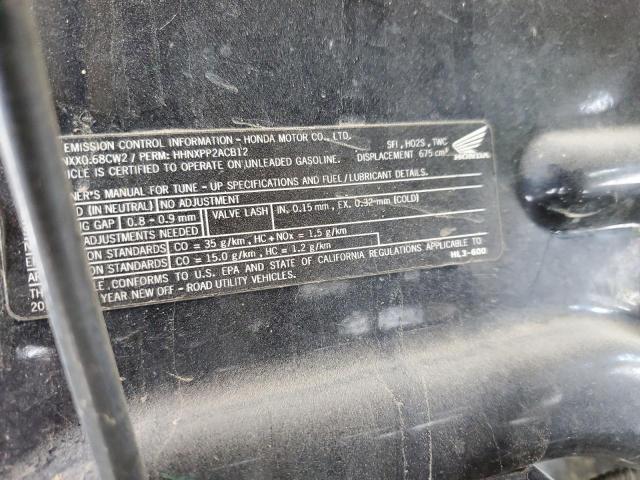 EMISSION CONTROL INFORMATION - HONDA MOTOR CO., LTD.
NXX0.68CW2 / PERM: HHNXPP2ACB12 SFI, HO2S, TWC
ICLE IS CERTIFIED TO OPERATE ON UNLEADED GASOLINE. DISPLACEMENT 675 cm³
HONDA
NER'S MANUAL FOR TUNE - UP SPECIFICATIONS AND FUEL/LUBRICANT DETAILS.
ED (IN NEUTRAL) NO ADJUSTMENT
UG GAP 0.8 - 0.9 mm VALVE LASH IN. 0.15 mm, EX. 0.32 mm (COLD)
ADJUSTMENTS NEEDED
ION STANDARDS CO = 35 g/km, HC + NOx = 1.5 g/km
ION STANDARDS CO = 15.0 g/km, HC = 1.2 g/km
LE. CONFORMS TO U.S. EPA AND STATE OF CALIFORNIA REGULATIONS APPLICABLE TO
YEAR NEW OFF - ROAD UTILITY VEHICLES. HL3-600